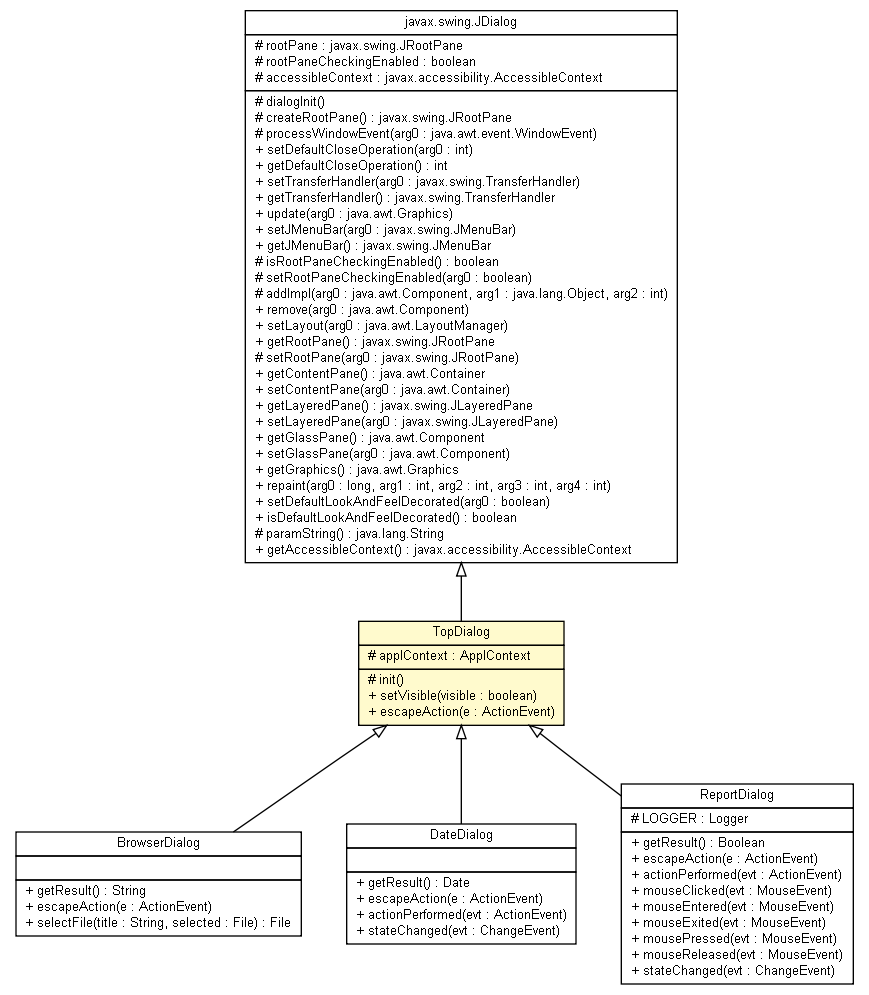 javax.swing.JDialog
# rootPane : javax.swing.JRootPane
# rootPaneCheckingEnabled : boolean
# accessibleContext : javax.accessibility.AccessibleContext
# dialogInit()
# createRootPane() : javax.swing.JRootPane
# processWindowEvent(arg0 : java.awt.event.WindowEvent)
+ setDefaultCloseOperation(arg0 : int)
+ getDefaultCloseOperation() : int
+ setTransferHandler(arg0 : javax.swing.TransferHandler)
+ getTransferHandler() : javax.swing.TransferHandler
+ update(arg0 : java.awt.Graphics)
+ setJMenuBar(arg0 : javax.swing.JMenuBar)
+ getJMenuBar() : javax.swing.JMenuBar
# isRootPaneCheckingEnabled() : boolean
# setRootPaneCheckingEnabled(arg0 : boolean)
# addImpl(arg0 : java.awt.Component, arg1 : java.lang.Object, arg2 : int)
+ remove(arg0 : java.awt.Component)
+ setLayout(arg0 : java.awt.LayoutManager)
+ getRootPane() : javax.swing.JRootPane
# setRootPane(arg0 : javax.swing.JRootPane)
+ getContentPane() : java.awt.Container
+ setContentPane(arg0 : java.awt.Container)
+ getLayeredPane() : javax.swing.JLayeredPane
+ setLayeredPane(arg0 : javax.swing.JLayeredPane)
+ getGlassPane() : java.awt.Component
+ setGlassPane(arg0 : java.awt.Component)
+ getGraphics() : java.awt.Graphics
+ repaint(arg0 : long, arg1 : int, arg2 : int, arg3 : int, arg4 : int)
+ setDefaultLookAndFeelDecorated(arg0 : boolean)
+ isDefaultLookAndFeelDecorated() : boolean
# paramString() : java.lang.String
+ getAccessibleContext() : javax.accessibility.AccessibleContext
TopDialog
# applContext : ApplContext
# init()
+ setVisible(visible : boolean)
+ escapeAction(e : ActionEvent)
BrowserDialog
+ getResult() : String
+ escapeAction(e : ActionEvent)
+ selectFile(title : String, selected : File) : File
DateDialog
+ getResult() : Date
+ escapeAction(e : ActionEvent)
+ actionPerformed(evt : ActionEvent)
+ stateChanged(evt : ChangeEvent)
ReportDialog
# LOGGER : Logger
+ getResult() : Boolean
+ escapeAction(e : ActionEvent)
+ actionPerformed(evt : ActionEvent)
+ mouseClicked(evt : MouseEvent)
+ mouseEntered(evt : MouseEvent)
+ mouseExited(evt : MouseEvent)
+ mousePressed(evt : MouseEvent)
+ mouseReleased(evt : MouseEvent)
+ stateChanged(evt : ChangeEvent)